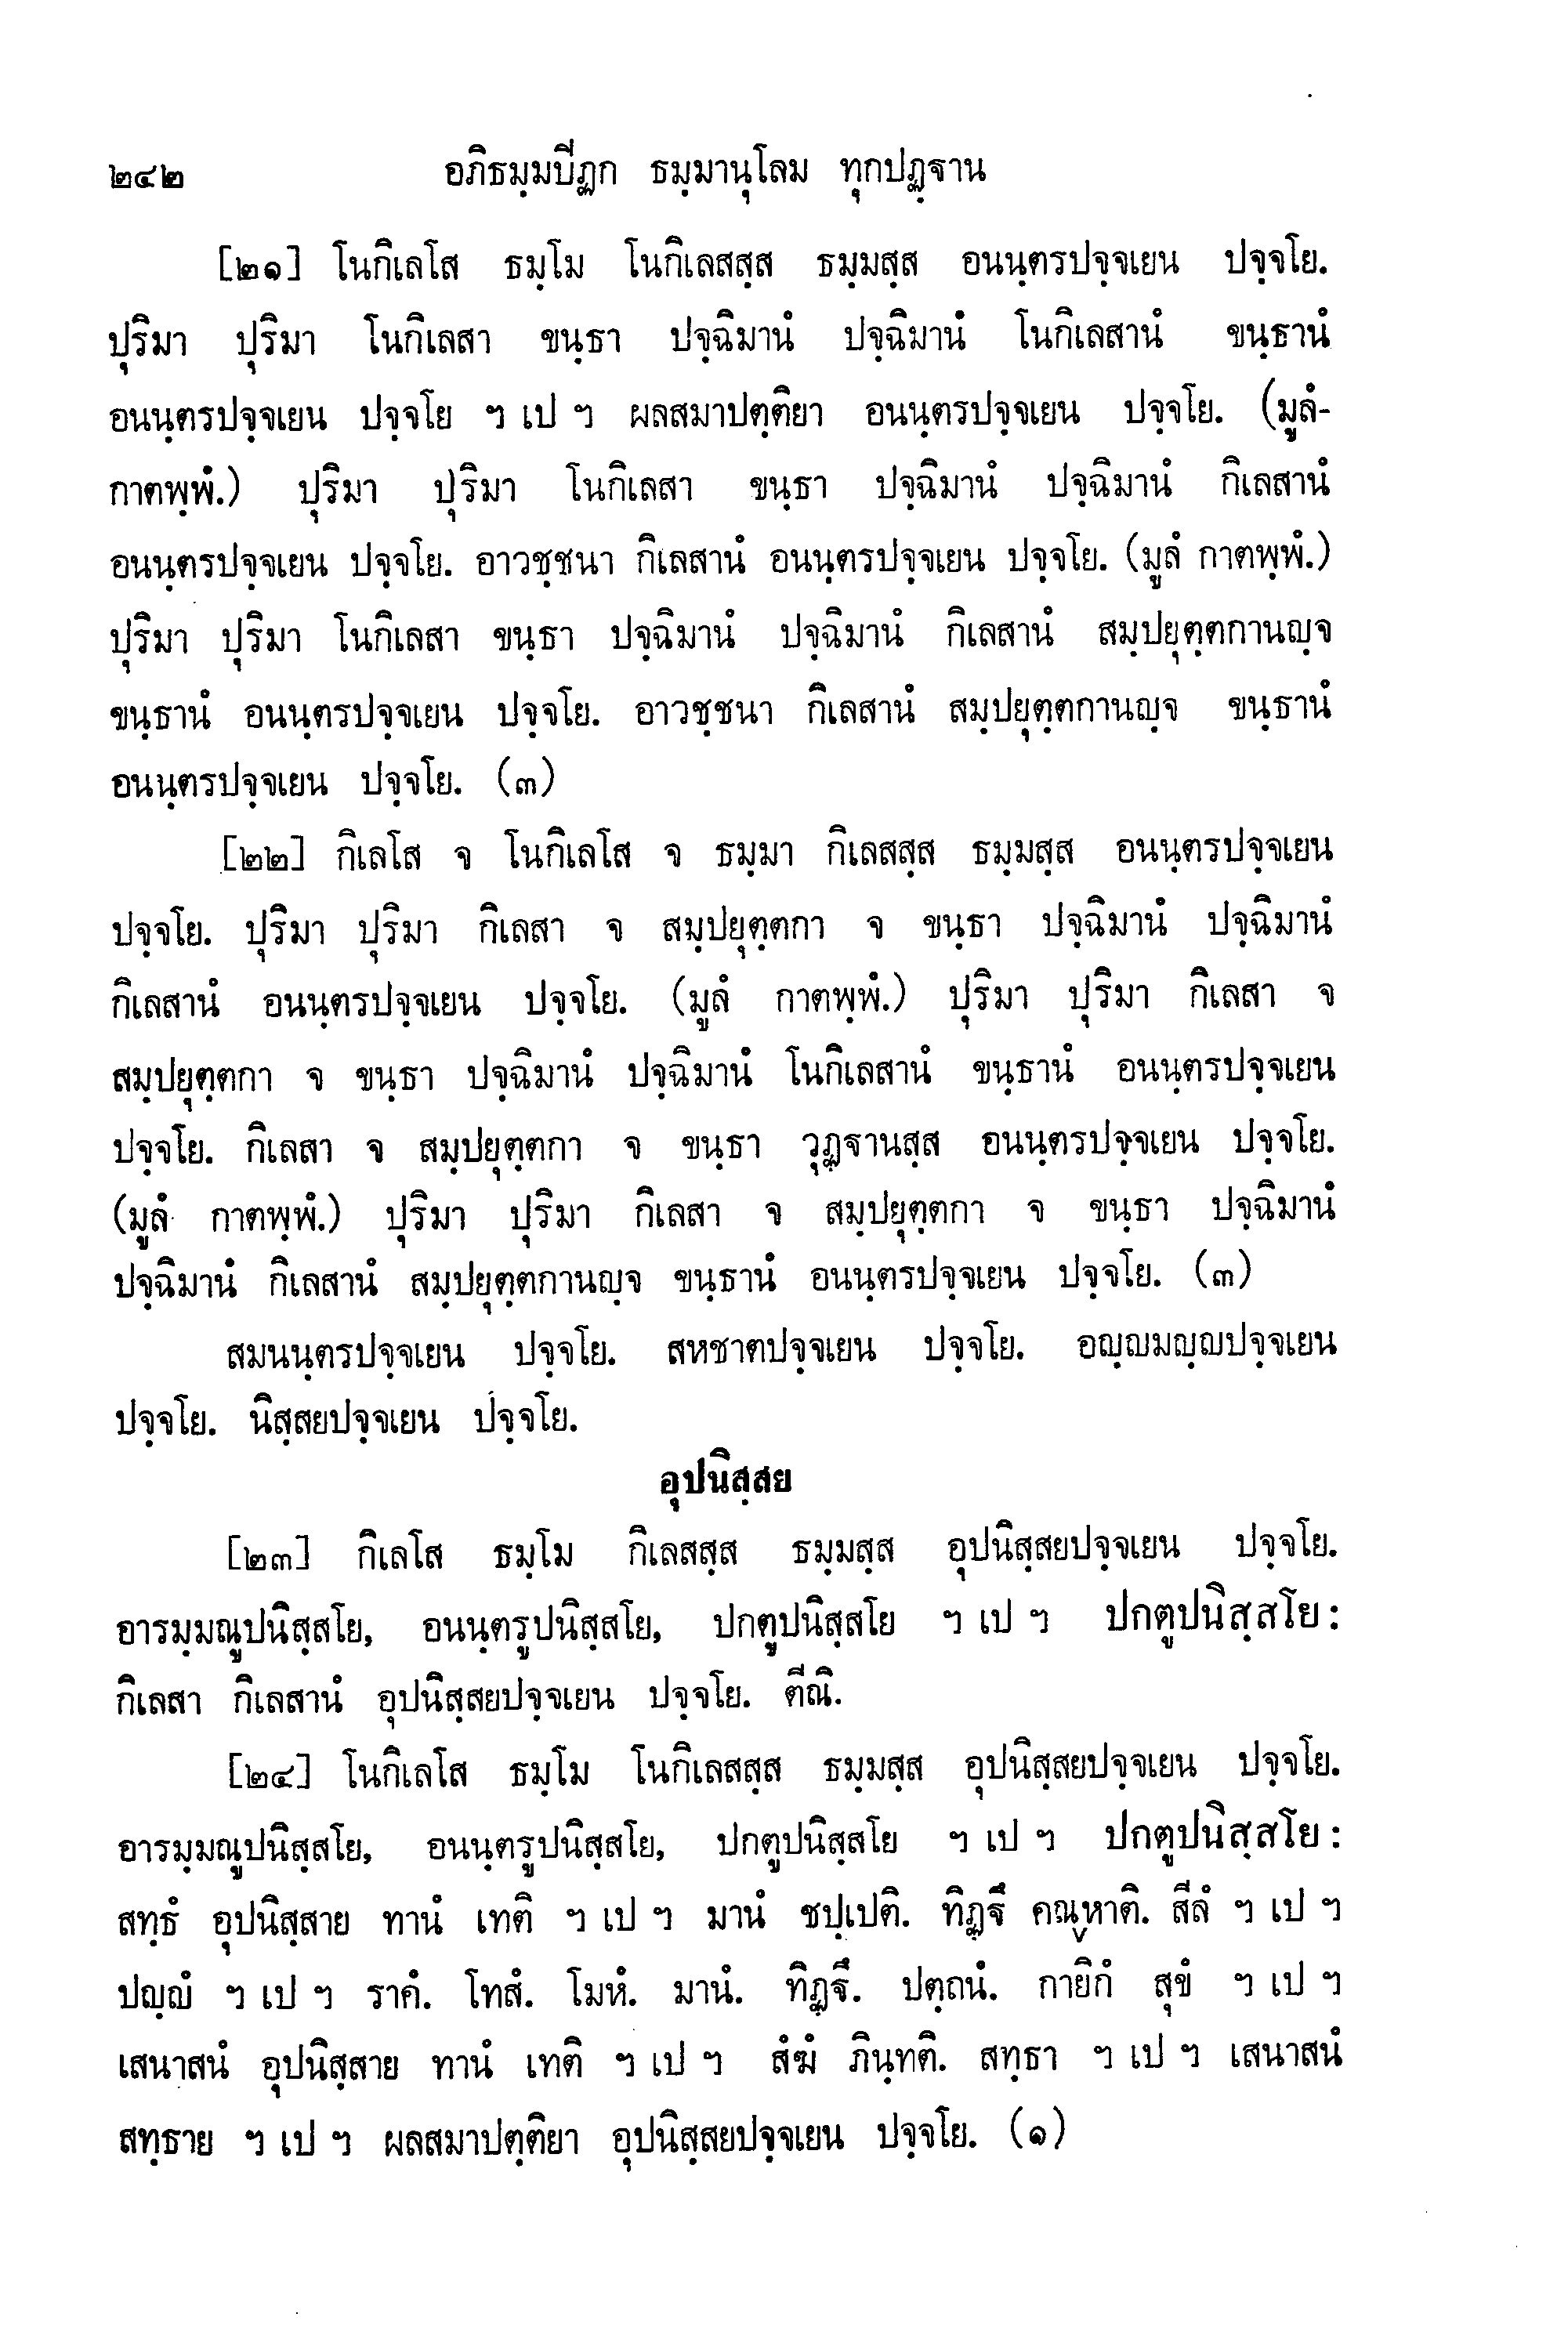 ๒๔๒ อภิธมฺมปิฏก ธมฺมานุโลม ทุกปฏฺฐาน
[๒๑] โนกิเลโส ธมฺโม โนกิเลสสฺส ธมฺมสฺส อนนฺตรปจฺจเยน ปจฺจโย.
ปุริมา ปุริมา โนกิเลสา ขนฺธา ปจฺฉิมานํ ปจฺฉิมานํ โนกิเลสานํ ขนฺธานํ
อนนฺตรปจฺจเยน ปจฺจโย ฯ เป ฯ ผลสมาปตฺติยา อนนฺตรปจฺจเยน ปจฺจโย. (มูลํ-
กาตพฺพํ.) ปุริมา ปุริมา โนกิเลสา ขนฺธา ปจฺฉิมานํ ปจฺฉิมานํ กิเลสานํ
อนนฺตรปจฺจเยน ปจฺจโย. อาวชฺชนา กิเลสานํ อนนฺตรปจฺจเยน ปจฺจโย. (มูลํ กาตพฺพํ.)
ปุริมา ปุริมา โนกิเลสา ขนฺธา ปจฺฉิมานํ ปจฺฉิมานํ กิเลสานํ สมฺปยุตฺตกานญฺจ
ขนฺธานํ อนนฺตรปจฺจเยน ปจฺจโย. อาวชฺชนา กิเลสานํ สมฺปยุตฺตกานญฺจ ขนฺธานํ
อนนฺตรปจฺจเยน ปจฺจโย. (๓)
[๒๒] กิเลโส จ โนกิเลโส จ ธมฺมา กิเลสสฺส ธมฺมสฺส อนนฺตรปจฺจเยน
ปจฺจโย. ปุริมา ปุริมา กิเลสา จ สมฺปยุตฺตกา จ ขนฺธา ปจฺฉิมานํ ปจฺฉิมานํ
กิเลสานํ อนนฺตรปจฺจเยน ปจฺจโย. (มูลํ กาตพฺพํ.) ปุริมา ปุริมา กิเลสา จ
สมฺปยุตฺตกา จ ขนฺธา ปจฺฉิมานํ ปจฺฉิมานํ โนกิเลสานํ ขนฺธานํ อนนฺตรปจฺจเยน
ปจฺจโย. กิเลสา จ สมฺปยุตฺตกา จ ขนฺธา วุฏฺฐานสฺส อนนฺตรปจฺจเยน ปจฺจโย.
(มูลํ กาตพฺพํ.) ปุริมา ปุริมา กิเลสา จ สมฺปยุตฺตกา จ ขนฺธา ปจฺฉิมานํ
ปจฺฉิมานํ กิเลสานํ สมฺปยุตฺตกานญฺจ ขนฺธานํ อนนฺตรปจฺจเยน ปจฺจโย. (๓)
สมนนฺตรปจฺจเยน ปจฺจโย. สหชาตปจฺจเยน ปจฺจโย. อญฺญมญฺญปจฺจเยน
ปจฺจโย. นิสฺสยปจฺจเยน ปจฺจโย.
อุปนิสฺสย
[๒๓] กิเลโส ธมฺโม กิเลสสฺส ธมฺมสฺส อุปนิสฺสยปจฺจเยน ปจฺจโย.
อารมฺมณูปนิสฺสโย, อนนฺตรูปนิสฺสโย, ปกตูปนิสฺสโย ฯ เป ฯ ปกตูปนิสฺสโย:
กิเลสา กิเลสานํ อุปนิสฺสยปจฺจเยน ปจฺจโย. ตีณิ.
[๒๔] โนกิเลโส ธมฺโม โนกิเลสสฺส ธมฺมสฺส อุปนิสฺสยปจฺจเยน ปจฺจโย.
อารมฺมณูปนิสฺสโย, อนนฺตรูปนิสฺสโย, ปกตูปนิสฺสโย ฯ เป ฯ ปกตูปนิสฺสโย:
สทฺธํ อุปนิสฺสาย ทานํ เทติ ฯ เป ฯ มานํ ชปฺเปติ. ทิฏฺฐึ คณฺหาติ. สีลํ ฯ เป ฯ
ปญฺญํ ฯ เป ฯ ราคํ. โทสํ. โมหํ. มานํ. ทิฏฺฐึ. ปตฺถนํ. กายิกํ สุขํ ฯ เป ฯ
เสนาสนํ อุปนิสฺสาย ทานํ เทติ ฯ เป ฯ สํฆํ ภินฺทติ. สทฺธา ฯ เป ฯ เสนาสนํ
สทฺธาย ฯ เป ฯ ผลสมาปตฺติยา อุปนิสฺสยปจฺจเยน ปจฺจโย. (๑)